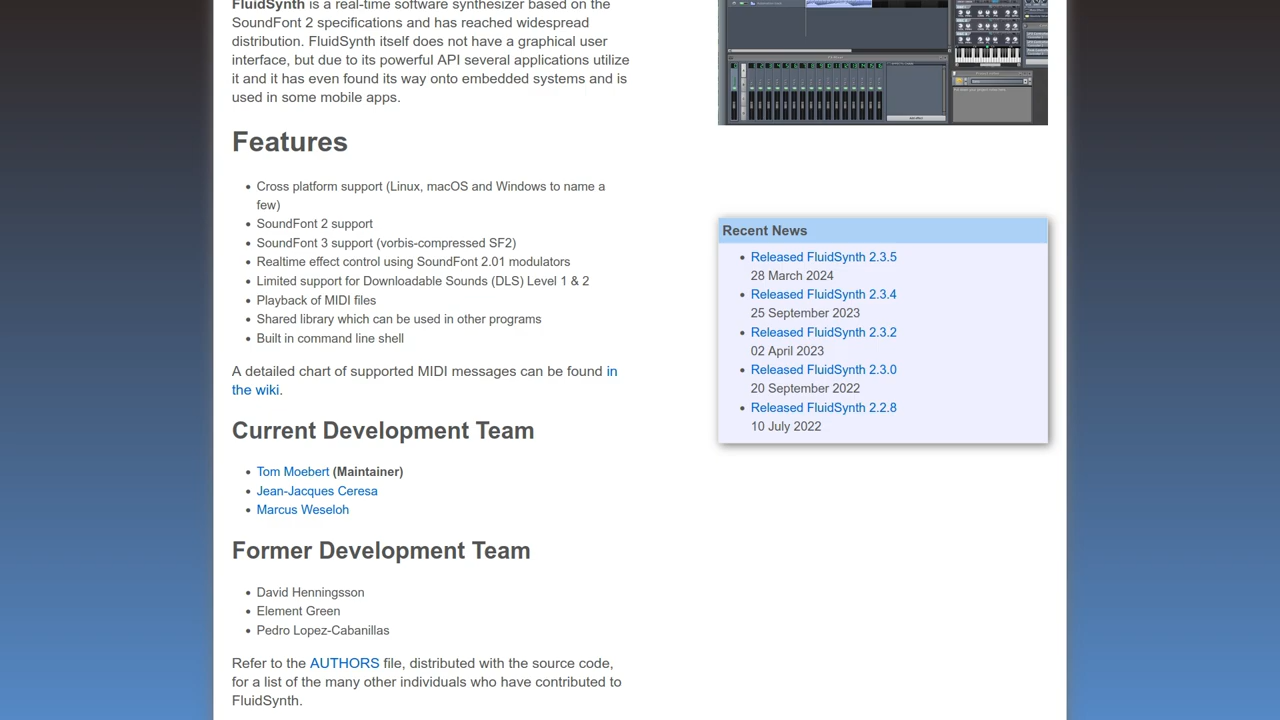 FluidSynth is a real-time software synthesizer based on the
SoundFont 2 specifications and has reached widespread
distribution. FluidSynth itself does not have a graphical user
interface, but due to its powerful API several applications utilize
it and it has even found its way onto embedded systems and is
used in some mobile apps.
Features
• Cross platform support (Linux, macOS and Windows to name a
few)
• SoundFont 2 support
• SoundFont 3 support (vorbis-compressed SF2)
• Realtime effect control using SoundFont 2.01 modulators
• Limited support for Downloadable Sounds (DLS) Level 1 & 2
• Playback of MIDI files
• Shared library which can be used in other programs
• Built in command line shell
A detailed chart of supported MIDI messages can be found in
the wiki.
Current Development Team
• Tom Moebert (Maintainer)
• Jean-Jacques Ceresa
• Marcus Weseloh
Former Development Team
• David Henningsson
• Element Green
• Pedro Lopez-Cabanillas
Refer to the AUTHORS file, distributed with the source code,
for a list of the many other individuals who have contributed to
FluidSynth.
Recent News
• Released FluidSynth 2.3.5
28 March 2024
• Released FluidSynth 2.3.4
25 September 2023
• Released FluidSynth 2.3.2
02 April 2023
• Released FluidSynth 2.3.0
20 September 2022
• Released FluidSynth 2.2.8
10 July 2022